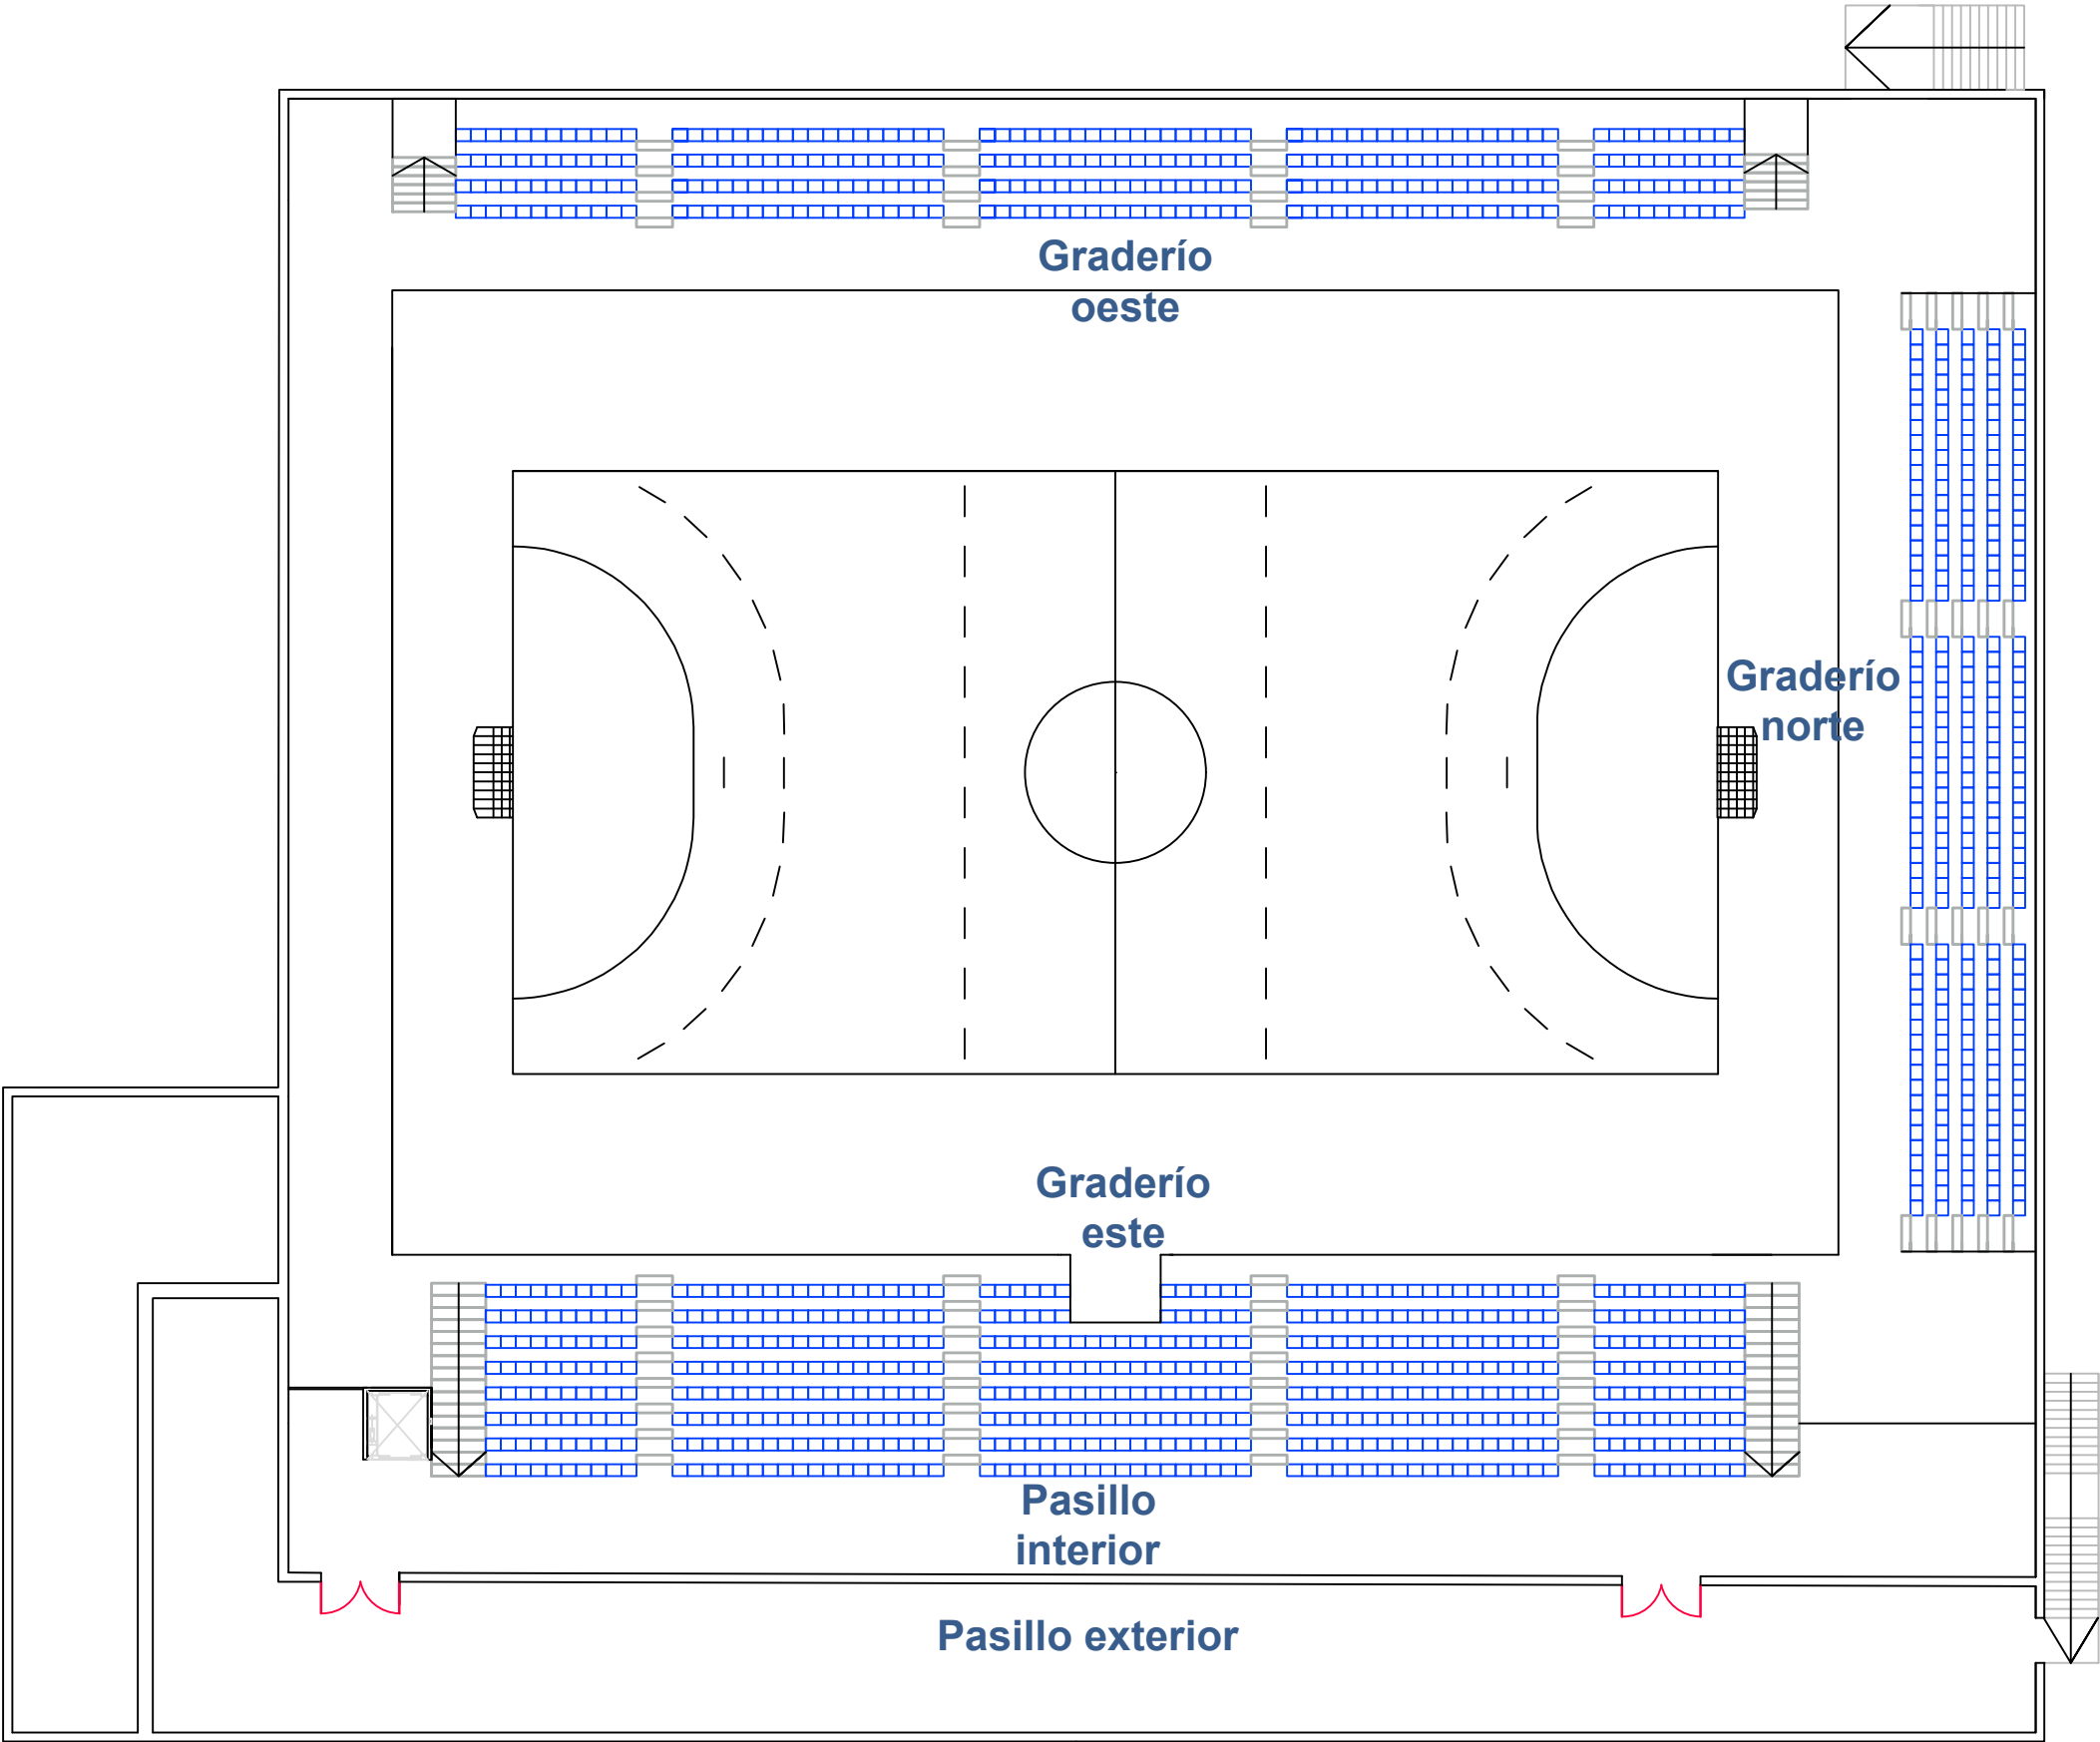 Graderío
oeste
Graderío
norte
Graderío
este
Pasillo
interior
Pasillo exterior